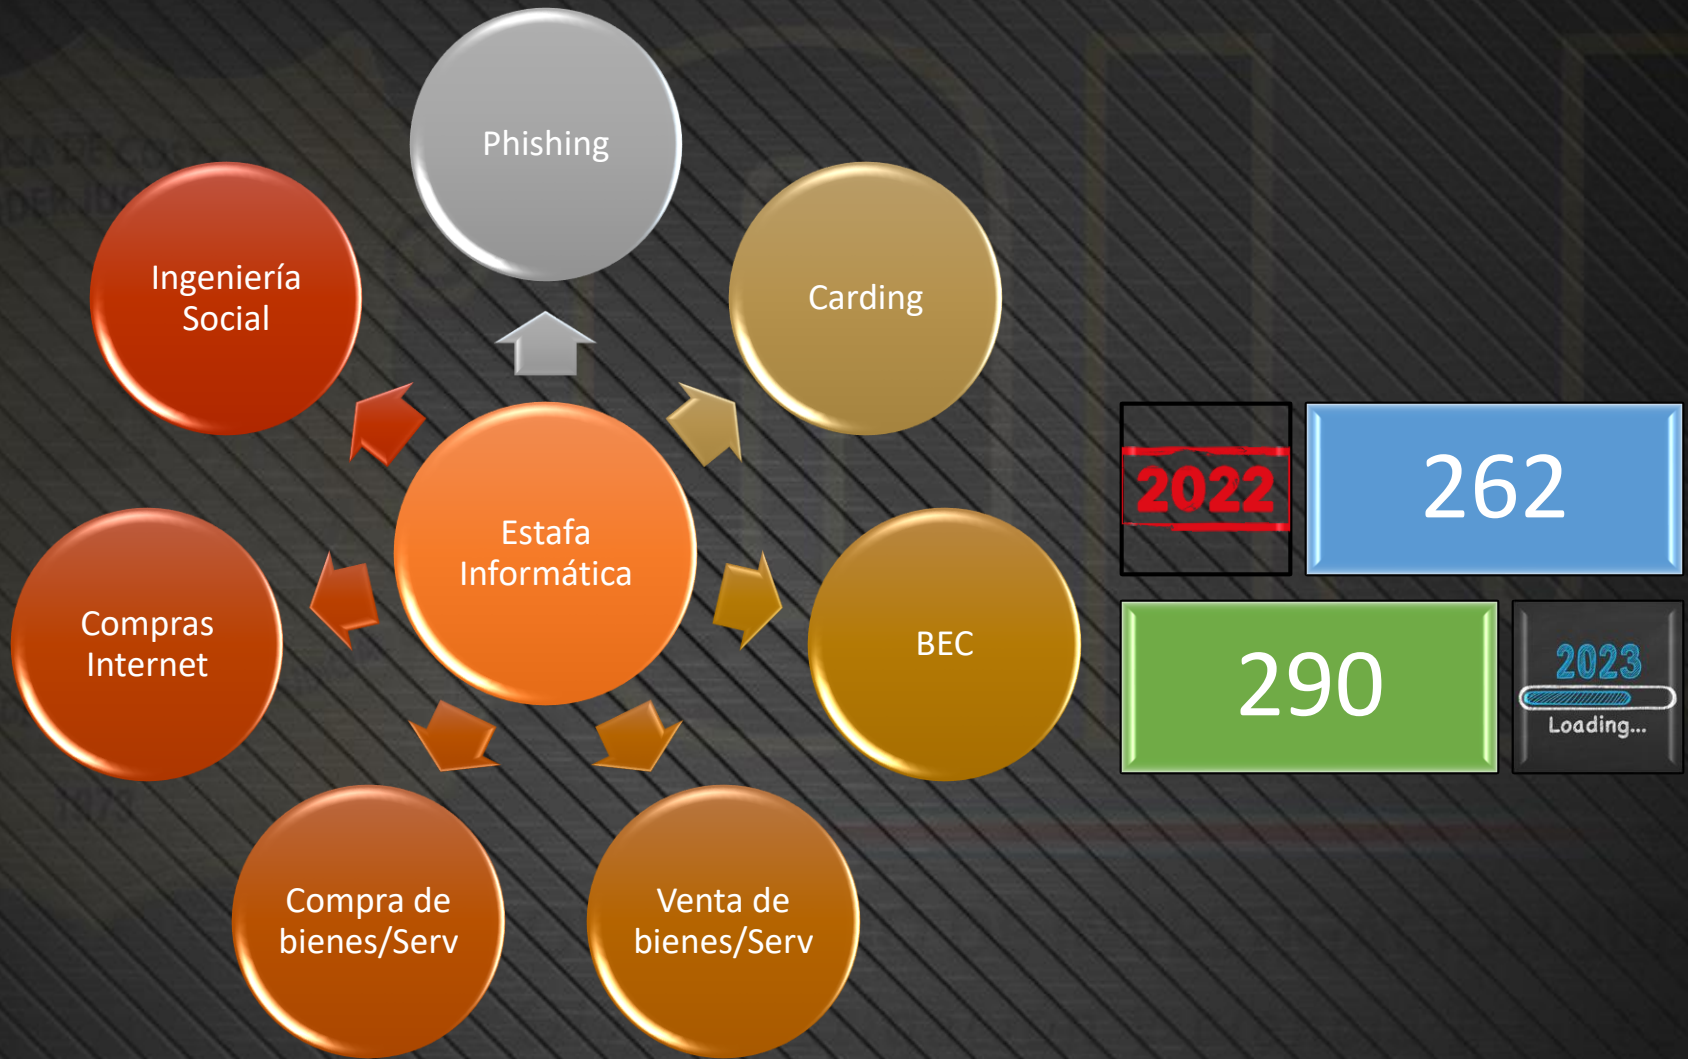 Phishing
Carding
BEC
Venta de
bienes/Serv
Compra de
bienes/Serv
Compras
Internet
Ingeniería
Social
Estafa
Informática
2022
262
290
2023
Loading...
1973